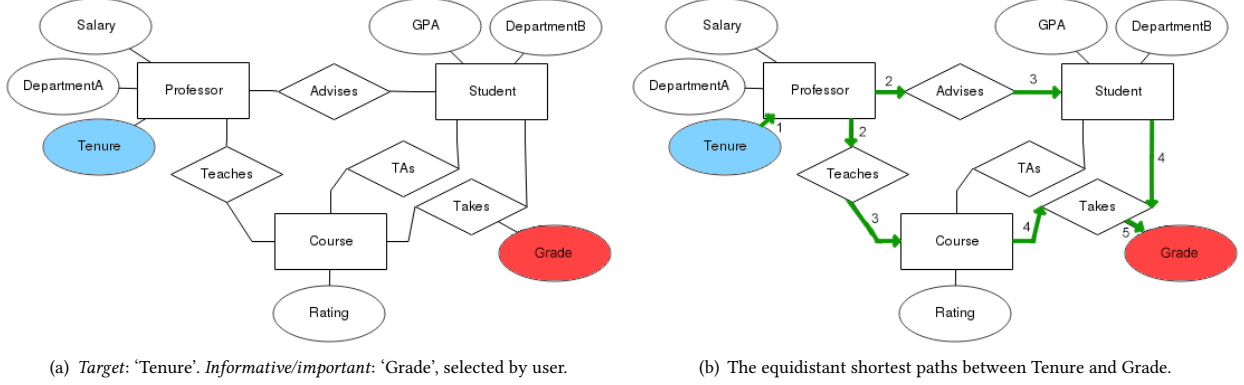 Salary
GPA
DepartmentB
DepartmentA
Professor
Advises
Student
Tenure
Teaches
TAs
Takes
Course
Grade
Rating
(a) Target: ‘Tenure’. Informative/important: ‘Grade’, selected by user.
Salary
GPA
DepartmentB
DepartmentA
Professor
2
Advises
3
Student
1
Tenure
2
4
Teaches
TAs
Takes
3
Course
4
5
Grade
Rating
(b) The equidistant shortest paths between Tenure and Grade.